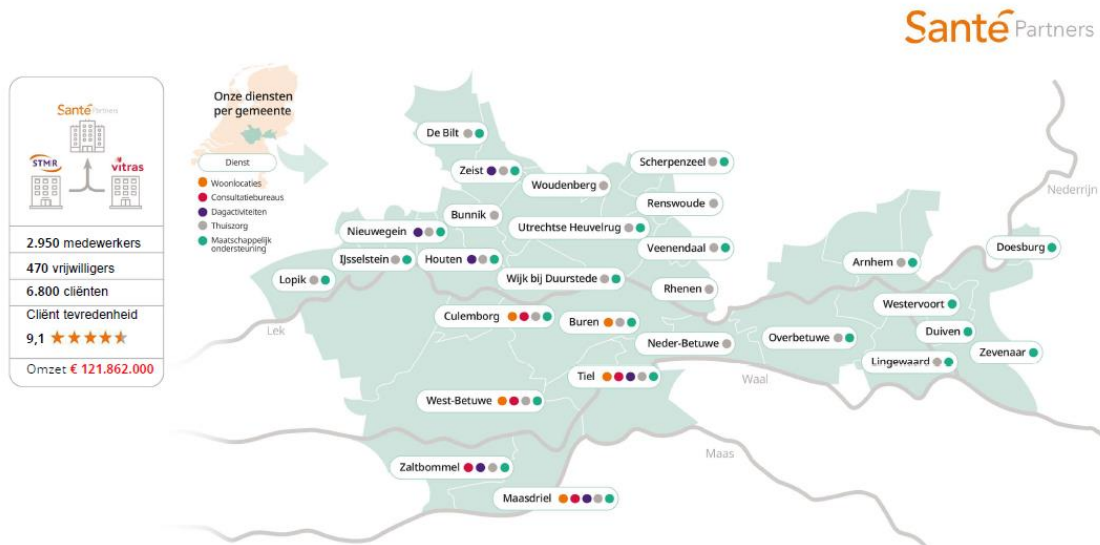 Santé Partners
Santé Partners
STMR
vitras
2.950 medewerkers
470 vrijwilligers
6.800 cliënten
Cliënt tevredenheid
9,1
Omzet € 121.862.000
Onze diensten
per gemeente
Dienst
Woonlocaties
Consultatiebureaus
Dagactiviteiten
Thuiszorg
Maatschappelijk
ondersteuning
De Bilt
Zeist
Woudenberg
Scherpenzeel
Renswoude
Bunnik
Utrechtse Heuvelrug
Nieuwegein
Veenendaal
IJsselstein
Houten
Wijk bij Duurstede
Lopik
Rhenen
Culemborg
Buren
Neder-Betuwe
Tiel
West-Betuwe
Zaltbommel
Maasdriel
Arnhem
Doesburg
Westervoort
Duiven
Overbetuwe
Lingewaard
Zevenaar
Nederrijn
Lek
Waal
Maas